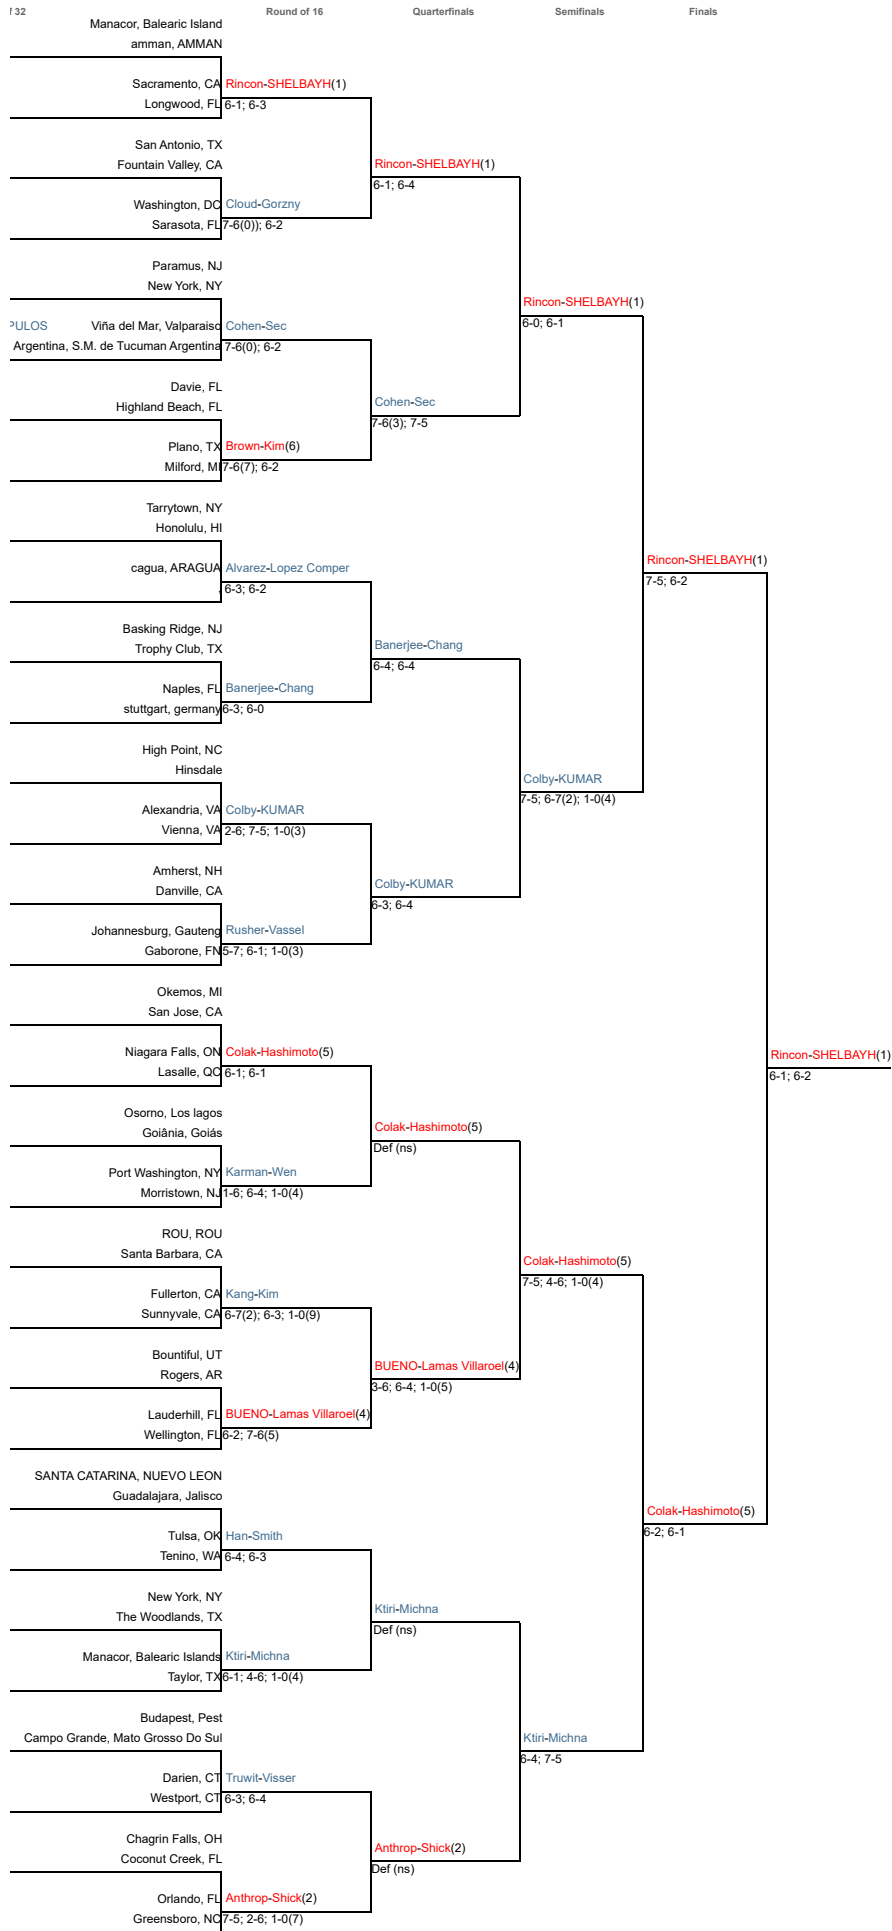 f 32
Round of 16
Quarterfinals
Semifinals
Finals
Manacor, Balearic Island
amman, AMMAN
Sacramento, CA
Rincon-SHELBAYH(1)
Longwood, FL
6-1; 6-3
San Antonio, TX
Fountain Valley, CA
Rincon-SHELBAYH(1)
6-1; 6-4
Washington, DC
Cloud-Gorzny
Sarasota, FL
7-6(0)); 6-2
Paramus, NJ
New York, NY
Rincon-SHELBAYH(1)
6-0; 6-1
PULOS
Viña del Mar, Valparaiso
Cohen-Sec
Argentina, S.M. de Tucuman Argentina
7-6(0); 6-2
Davie, FL
Highland Beach, FL
Cohen-Sec
7-6(3); 7-5
Plano, TX
Brown-Kim(6)
Milford, MI
7-6(7); 6-2
Tarrytown, NY
Honolulu, HI
Rincon-SHELBAYH(1)
7-5; 6-2
cagua, ARAGUA
Alvarez-Lopez Comper
,
6-3; 6-2
Basking Ridge, NJ
Trophy Club, TX
Banerjee-Chang
6-4; 6-4
Naples, FL
Banerjee-Chang
stuttgart, germany
6-3; 6-0
High Point, NC
Hinsdale
Colby-KUMAR
7-5; 6-7(2); 1-0(4)
Alexandria, VA
Colby-KUMAR
Vienna, VA
2-6; 7-5; 1-0(3)
Amherst, NH
Danville, CA
Colby-KUMAR
6-3; 6-4
Johannesburg, Gauteng
Rusher-Vassel
Gaborone, FN
5-7; 6-1; 1-0(3)
Okemos, MI
San Jose, CA
Niagara Falls, ON
Colak-Hashimoto(5)
Rincon-SHELBAYH(1)
Lasalle, QC
6-1; 6-1
6-1; 6-2
Osorno, Los lagos
Goiânia, Goiás
Colak-Hashimoto(5)
Def (ns)
Port Washington, NY
Karman-Wen
Morristown, NJ
1-6; 6-4; 1-0(4)
ROU, ROU
Santa Barbara, CA
Colak-Hashimoto(5)
7-5; 4-6; 1-0(4)
Fullerton, CA
Kang-Kim
Sunnyvale, CA
6-7(2); 6-3; 1-0(9)
Bountiful, UT
Rogers, AR
BUENO-Lamas Villaroel(4)
3-6; 6-4; 1-0(5)
Lauderhill, FL
BUENO-Lamas Villaroel(4)
Wellington, FL
6-2; 7-6(5)
SANTA CATARINA, NUEVO LEON
Guadalajara, Jalisco
Colak-Hashimoto(5)
6-2; 6-1
Tulsa, OK
Han-Smith
Tenino, WA
6-4; 6-3
New York, NY
The Woodlands, TX
Ktiri-Michna
Def (ns)
Manacor, Balearic Islands
Ktiri-Michna
Taylor, TX
6-1; 4-6; 1-0(4)
Budapest, Pest
Campo Grande, Mato Grosso Do Sul
Ktiri-Michna
6-4; 7-5
Darien, CT
Truwit-Visser
Westport, CT
6-3; 6-4
Chagrin Falls, OH
Coconut Creek, FL
Anthrop-Shick(2)
Def (ns)
Orlando, FL
Anthrop-Shick(2)
Greensboro, NC
7-5; 2-6; 1-0(7)